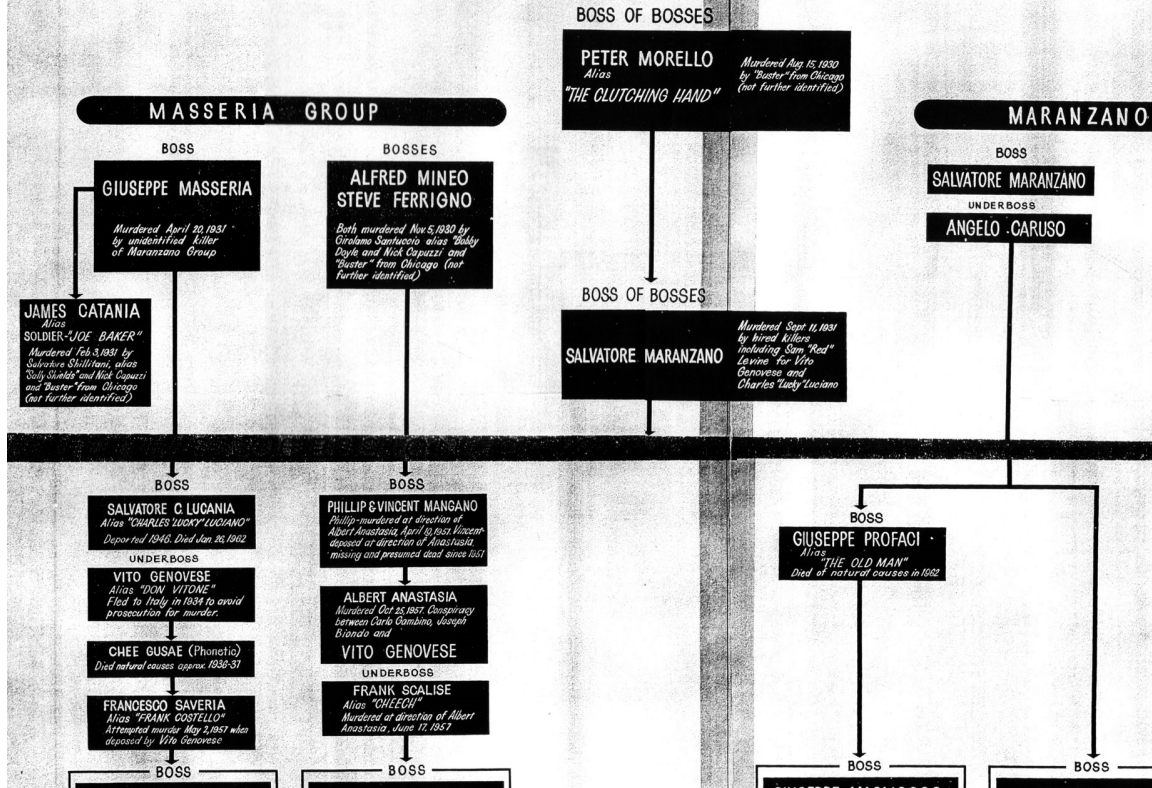 BOSS OF BOSSES
PETER MORELLO
Alias
"THE CLUTCHING HAND"
Murdered Aug. 15, 1930
by "Buster" from Chicago
(not further identified)
MASSERIA GROUP
BOSS
GIUSEPPE MASSERIA
Murdered April 20, 1931
by unidentified killer
of Maranzano Group
JAMES CATANIA
Alias
SOLDIER-"JOE BAKER"
Murdered Feb. 3, 1931 by
Salvatore Shillitani, alias
"Sally Shields" and Nick Capuzzi
and "Buster" from Chicago
(not further identified)
BOSSES
ALFRED MINEO
STEVE FERRIGNO
Both murdered Nov. 5, 1930 by
Girolamo Santuccio alias "Bobby
Doyle and Nick Capuzzi and
"Buster" from Chicago (not
further identified)
BOSS OF BOSSES
SALVATORE MARANZANO
Murdered Sept. 11, 1931
by hired killers
including Sam "Red"
Levine for Vito
Genovese and
Charles "Lucky" Luciano
MARANZANO
BOSS
SALVATORE MARANZANO
UNDERBOSS
ANGELO CARUSO
BOSS
SALVATORE C. LUCANIA
Alias "CHARLES 'LUCKY' LUCIANO"
Deported 1946. Died Jan. 26, 1962
UNDERBOSS
VITO GENOVESE
Alias "DON VITONE"
Fled to Italy in 1934 to avoid
prosecution for murder.
CHEE GUSAE (Phonetic)
Died natural causes approx. 1936-37
FRANCESCO SAVERIA
Alias "FRANK COSTELLO"
Attempted murder May 2, 1957 when
deposed by Vito Genovese
BOSS
BOSS
PHILLIP & VINCENT MANGANO
Phillip-murdered at direction of
Albert Anastasia, April 19, 1951. Vincent-
deposed at direction of Anastasia,
missing and presumed dead since 1951
ALBERT ANASTASIA
Murdered Oct 25, 1957. Conspiracy
between Carlo Gambino, Joseph
Biondo and
VITO GENOVESE
UNDERBOSS
FRANK SCALISE
Alias "CHEECH"
Murdered at direction of Albert
Anastasia, June 17, 1957
BOSS
BOSS
GIUSEPPE PROFACI
Alias
"THE OLD MAN"
Died of natural causes in 1962
BOSS
BOSS